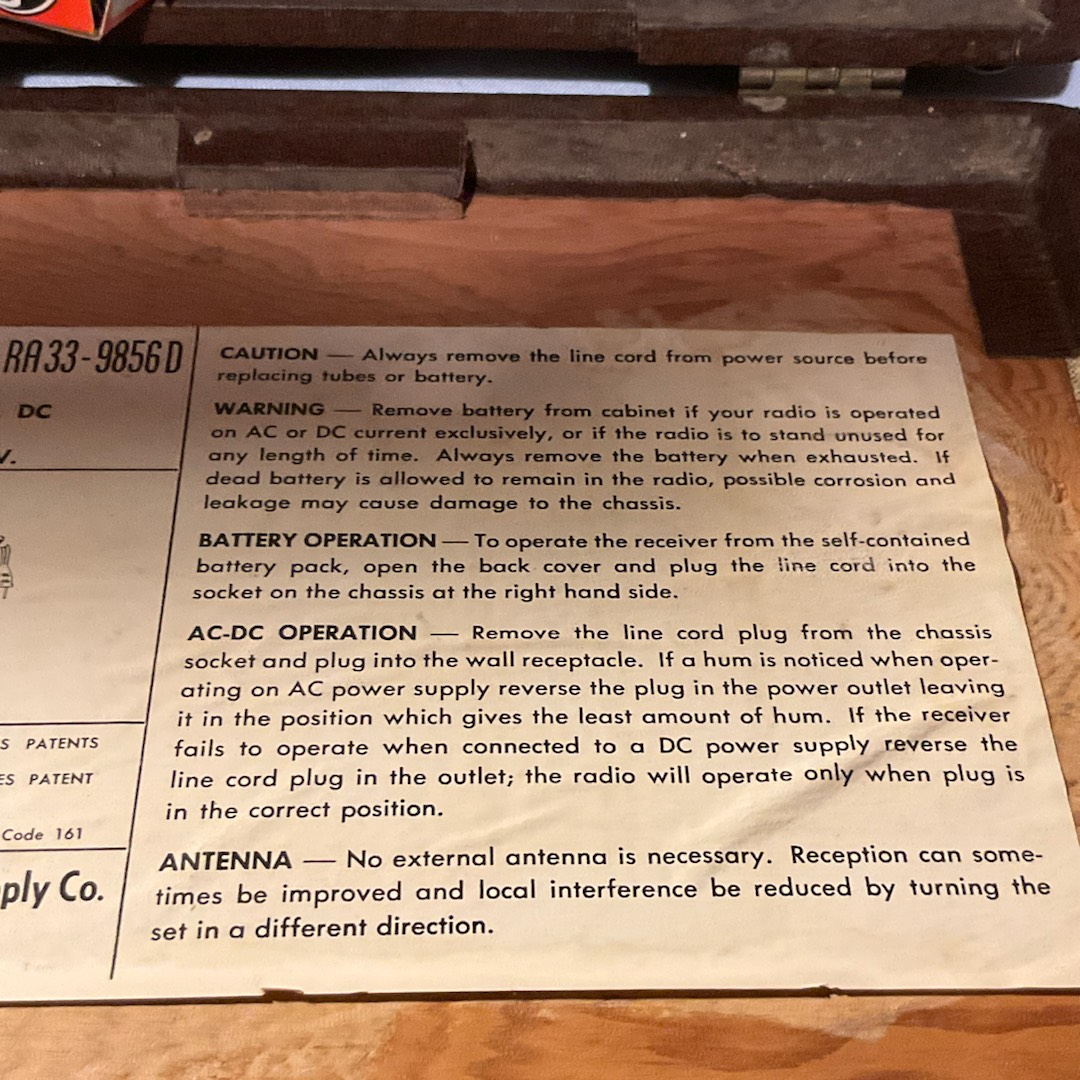 RA33-9856D
DC
V.
S PATENTS
ES PATENT
Code 161
ply Co.
CAUTION — Always remove the line cord from power source before
replacing tubes or battery.
WARNING — Remove battery from cabinet if your radio is operated
on AC or DC current exclusively, or if the radio is to stand unused for
any length of time. Always remove the battery when exhausted. If
dead battery is allowed to remain in the radio, possible corrosion and
leakage may cause damage to the chassis.
BATTERY OPERATION — To operate the receiver from the self-contained
battery pack, open the back cover and plug the line cord into the
socket on the chassis at the right hand side.
AC-DC OPERATION — Remove the line cord plug from the chassis
socket and plug into the wall receptacle. If a hum is noticed when oper-
ating on AC power supply reverse the plug in the power outlet leaving
it in the position which gives the least amount of hum. If the receiver
fails to operate when connected to a DC power supply reverse the
line cord plug in the outlet; the radio will operate only when plug is
in the correct position.
ANTENNA — No external antenna is necessary. Reception can some-
times be improved and local interference be reduced by turning the
set in a different direction.